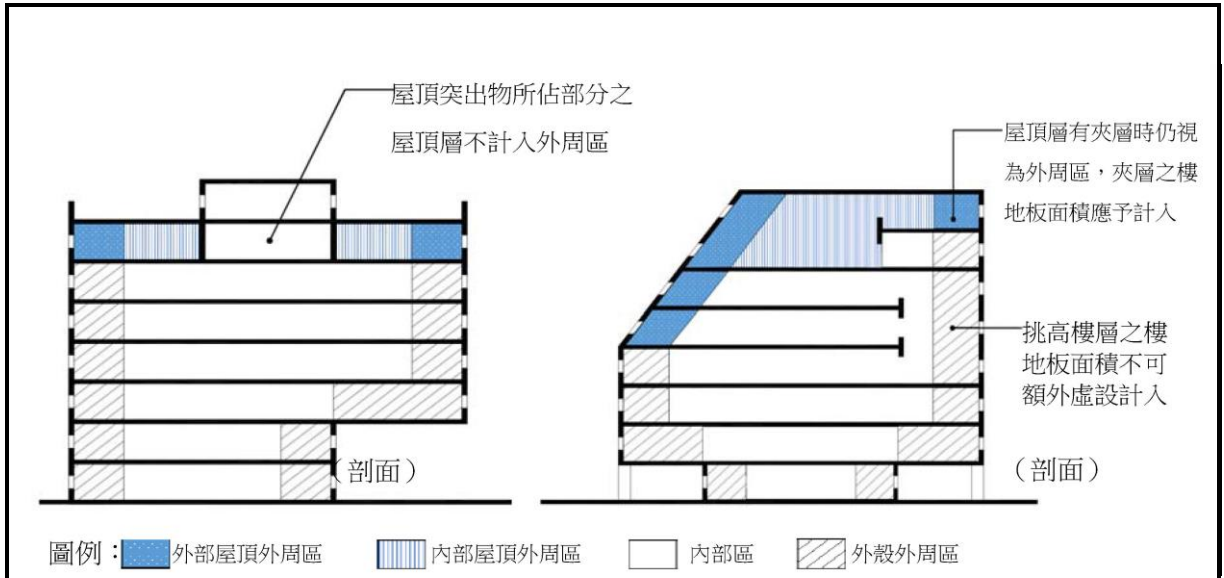 屋頂突出物所佔部分之
屋頂層不計入外周區
屋頂層有夾層時仍視
為外周區，夾層之樓
地板面積應予計入
挑高樓層之樓
地板面積不可
額外虛設計入
（剖面）
（剖面）
圖例：外部屋頂外周區 內部屋頂外周區 內部區 外殼外周區